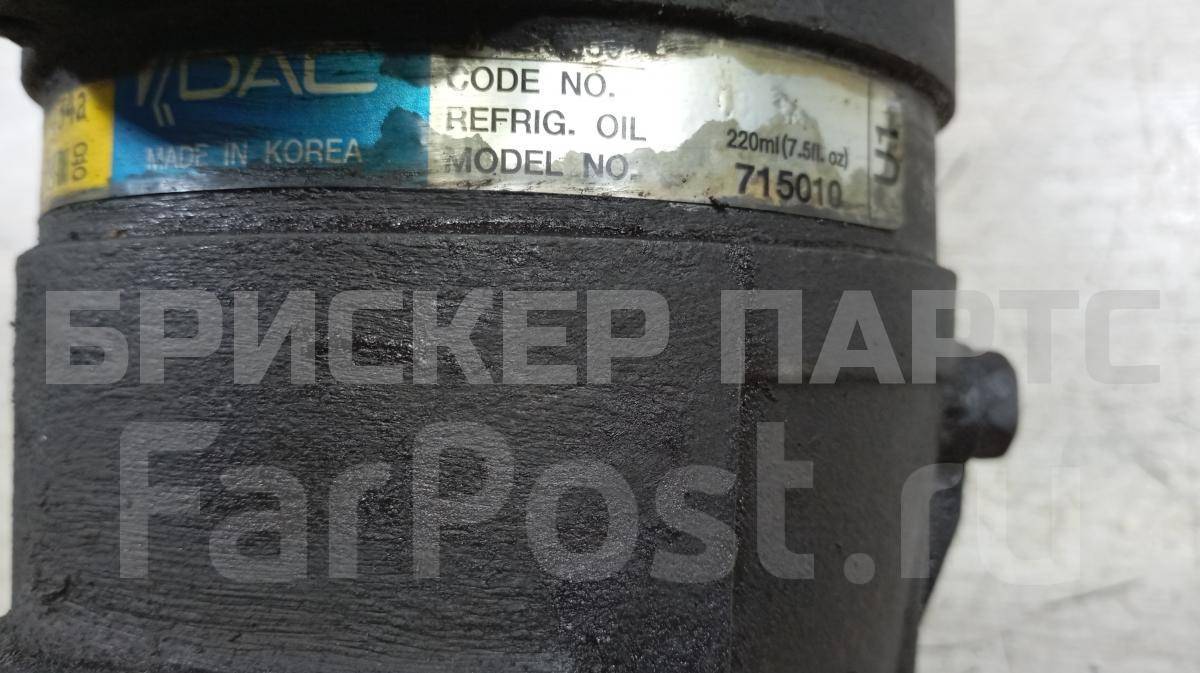 DAC
MADE IN KOREA
CODE NO.
REFRIG. OIL 220ml (7.5fl. oz)
MODEL NO. 715010
U1
БРИСКЕР ПАРТС
FarPost.ru